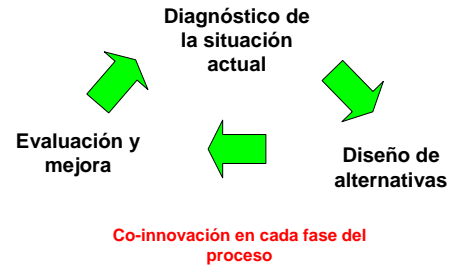 Diagnóstico de
la situación
actual
Evaluación y
mejora
Diseño de
alternativas
Co-innovación en cada fase del
proceso